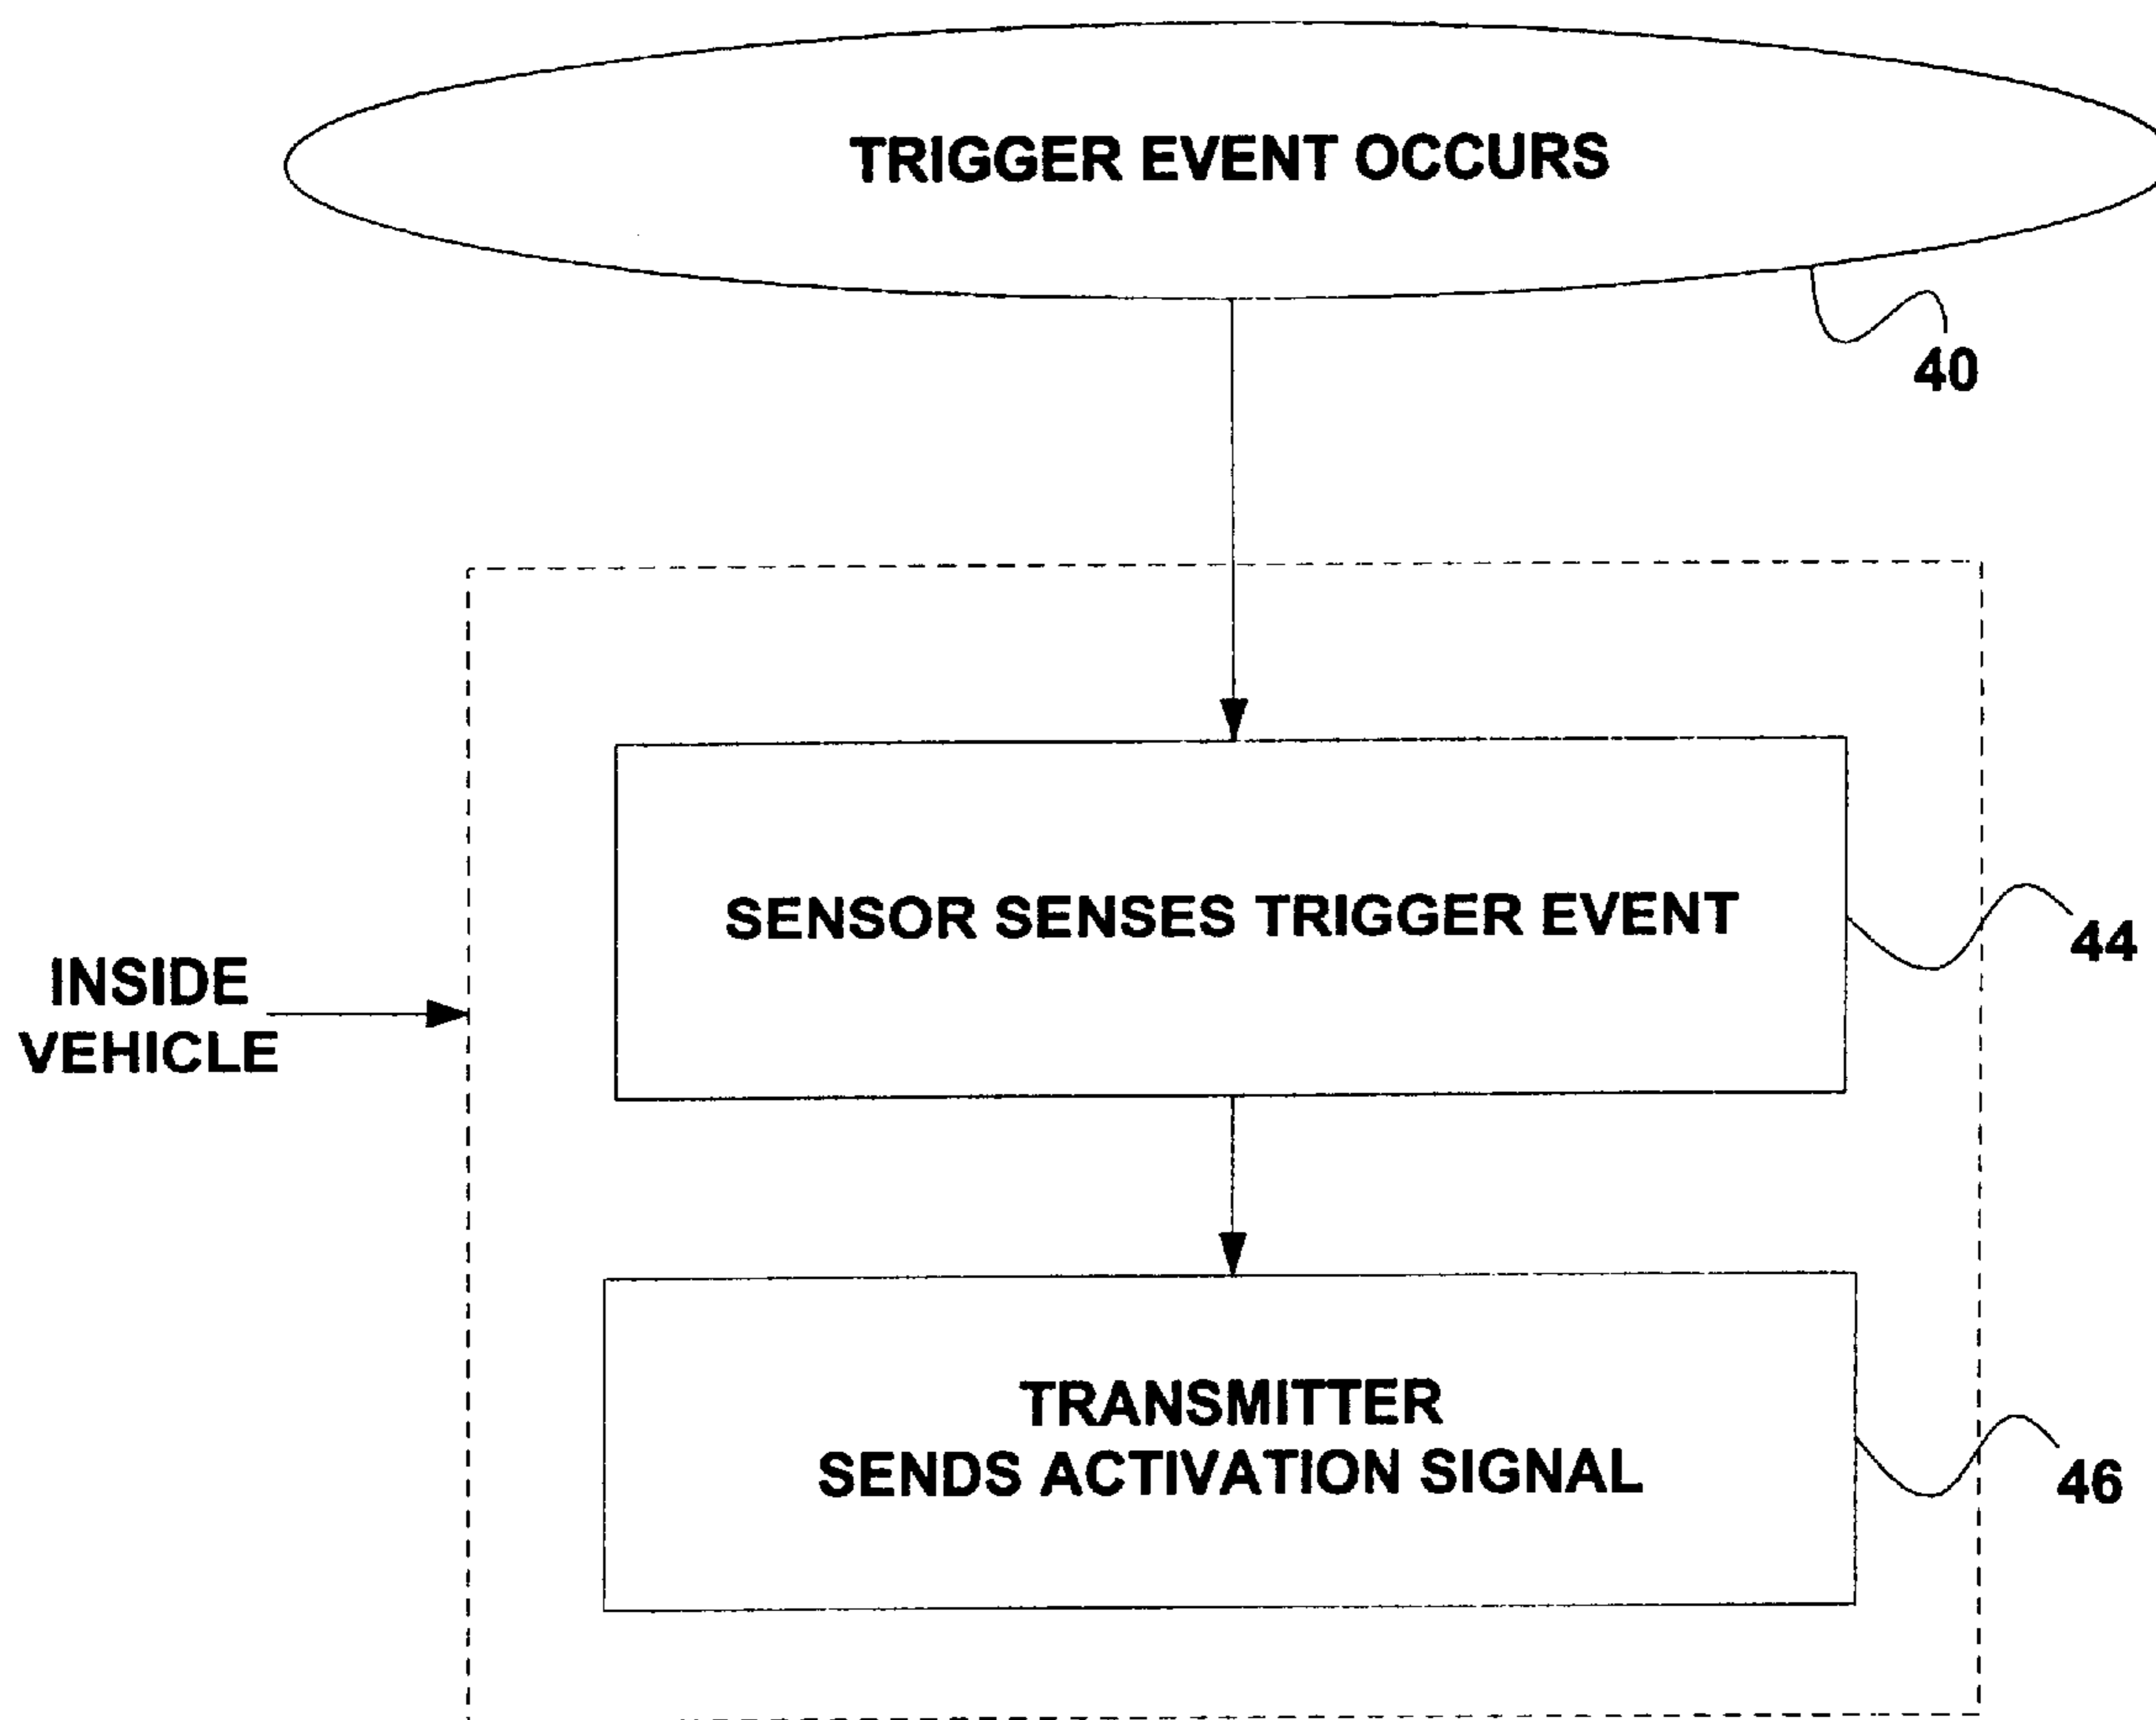 TRIGGER EVENT OCCURS
40
SENSOR SENSES TRIGGER EVENT
44
INSIDE
VEHICLE
TRANSMITTER
SENDS ACTIVATION SIGNAL
46